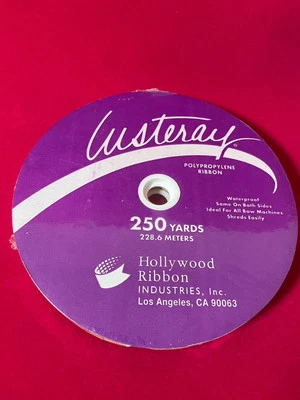 Lusteray®
POLYPROPYLENE
RIBBON
Waterproof
Same On Both Sides
Ideal For All Bow Machines
Shreds Easily
250 YARDS
228.6 METERS
Hollywood
Ribbon
INDUSTRIES, Inc.
Los Angeles, CA 90063